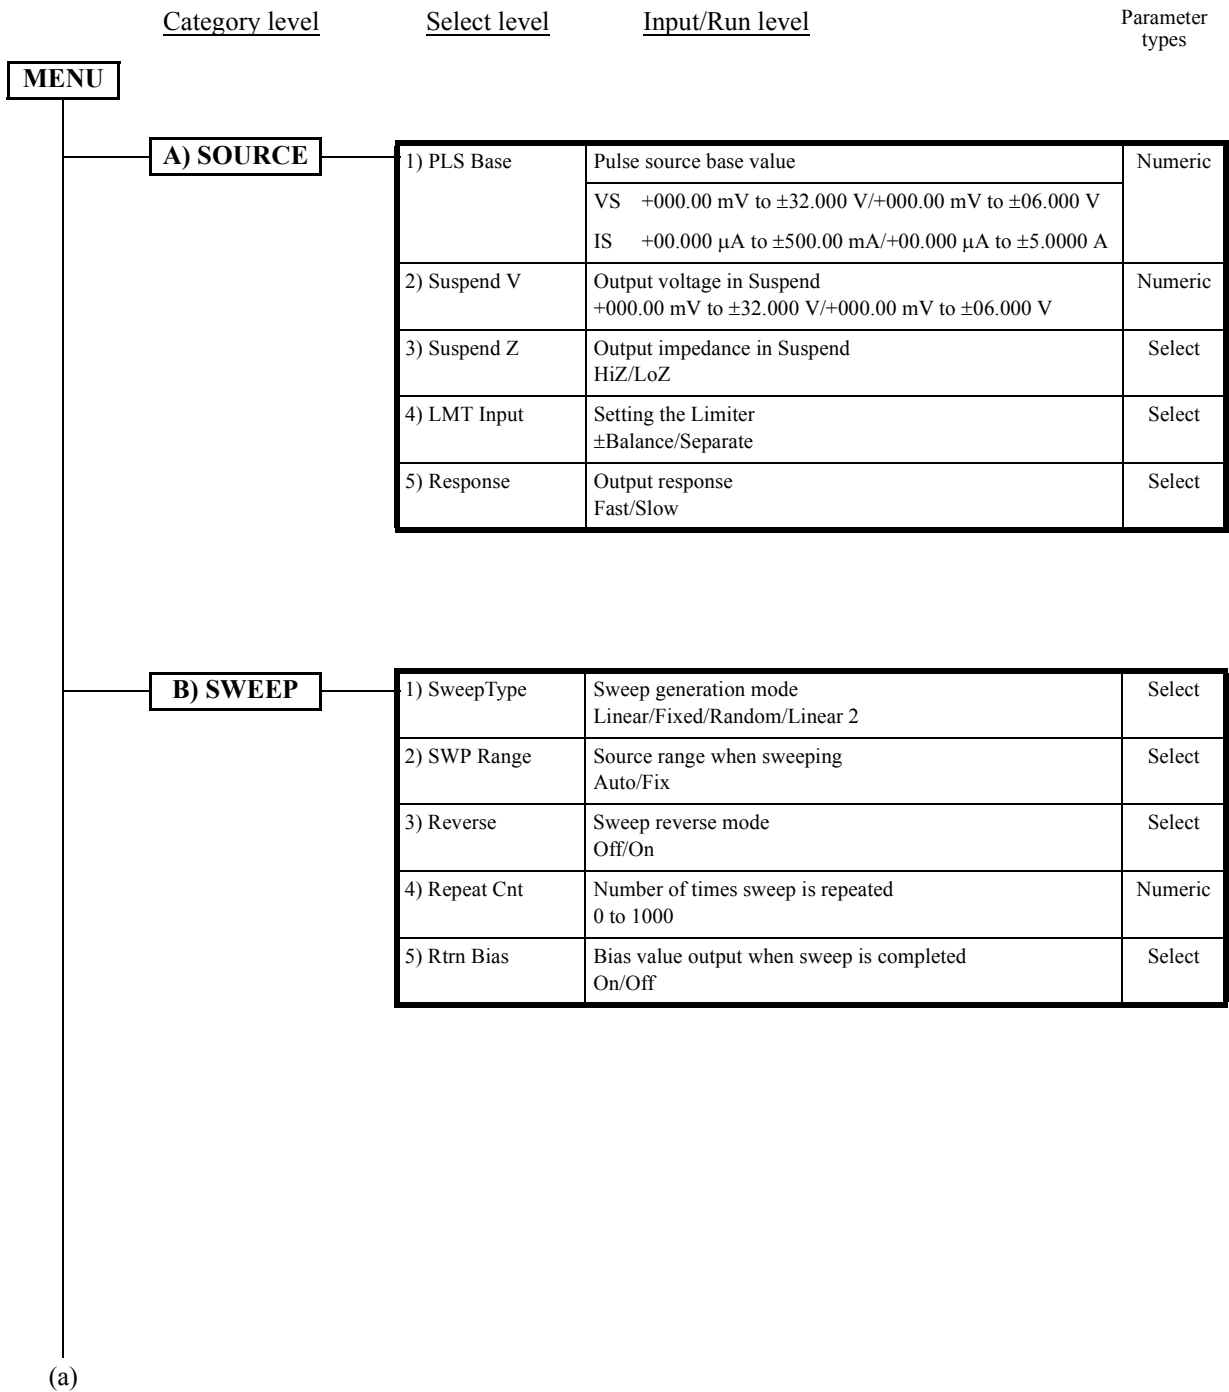 Category level Select level Input/Run level Parameter types
MENU
A) SOURCE
1) PLS Base Pulse source base value Numeric
VS +000.00 mV to ±32.000 V/+000.00 mV to ±06.000 V
IS +00.000 µA to ±500.00 mA/+00.000 µA to ±5.0000 A
2) Suspend V Output voltage in Suspend Numeric
+000.00 mV to ±32.000 V/+000.00 mV to ±06.000 V
3) Suspend Z Output impedance in Suspend Select
HiZ/LoZ
4) LMT Input Setting the Limiter Select
±Balance/Separate
5) Response Output response Select
Fast/Slow
B) SWEEP
1) SweepType Sweep generation mode Select
Linear/Fixed/Random/Linear 2
2) SWP Range Source range when sweeping Select
Auto/Fix
3) Reverse Sweep reverse mode Select
Off/On
4) Repeat Cnt Number of times sweep is repeated Numeric
0 to 1000
5) Rtrn Bias Bias value output when sweep is completed Select
On/Off
(a)